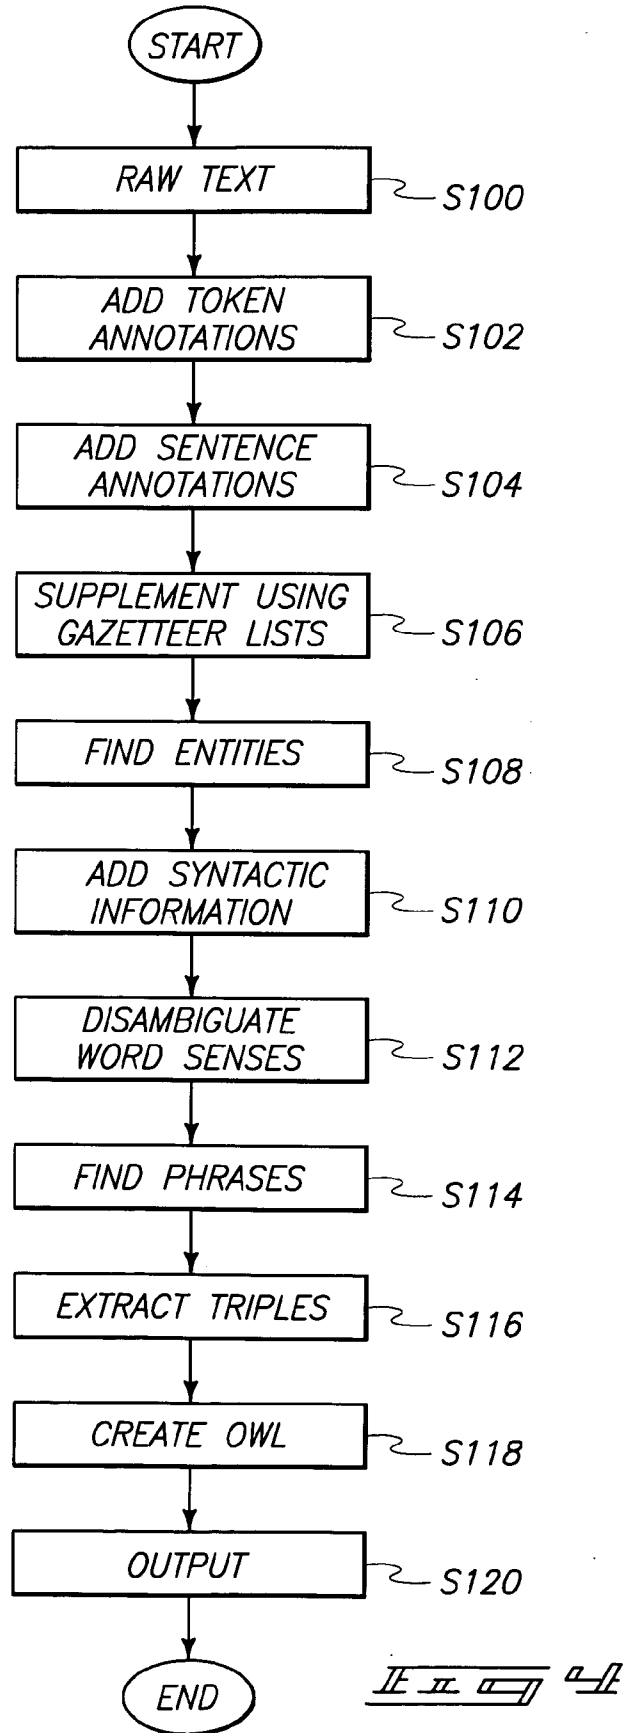 START
RAW TEXT
S100
ADD TOKEN
ANNOTATIONS
S102
ADD SENTENCE
ANNOTATIONS
S104
SUPPLEMENT USING
GAZETTEER LISTS
S106
FIND ENTITIES
S108
ADD SYNTACTIC
INFORMATION
S110
DISAMBIGUATE
WORD SENSES
S112
FIND PHRASES
S114
EXTRACT TRIPLES
S116
CREATE OWL
S118
OUTPUT
S120
END
FIG 4